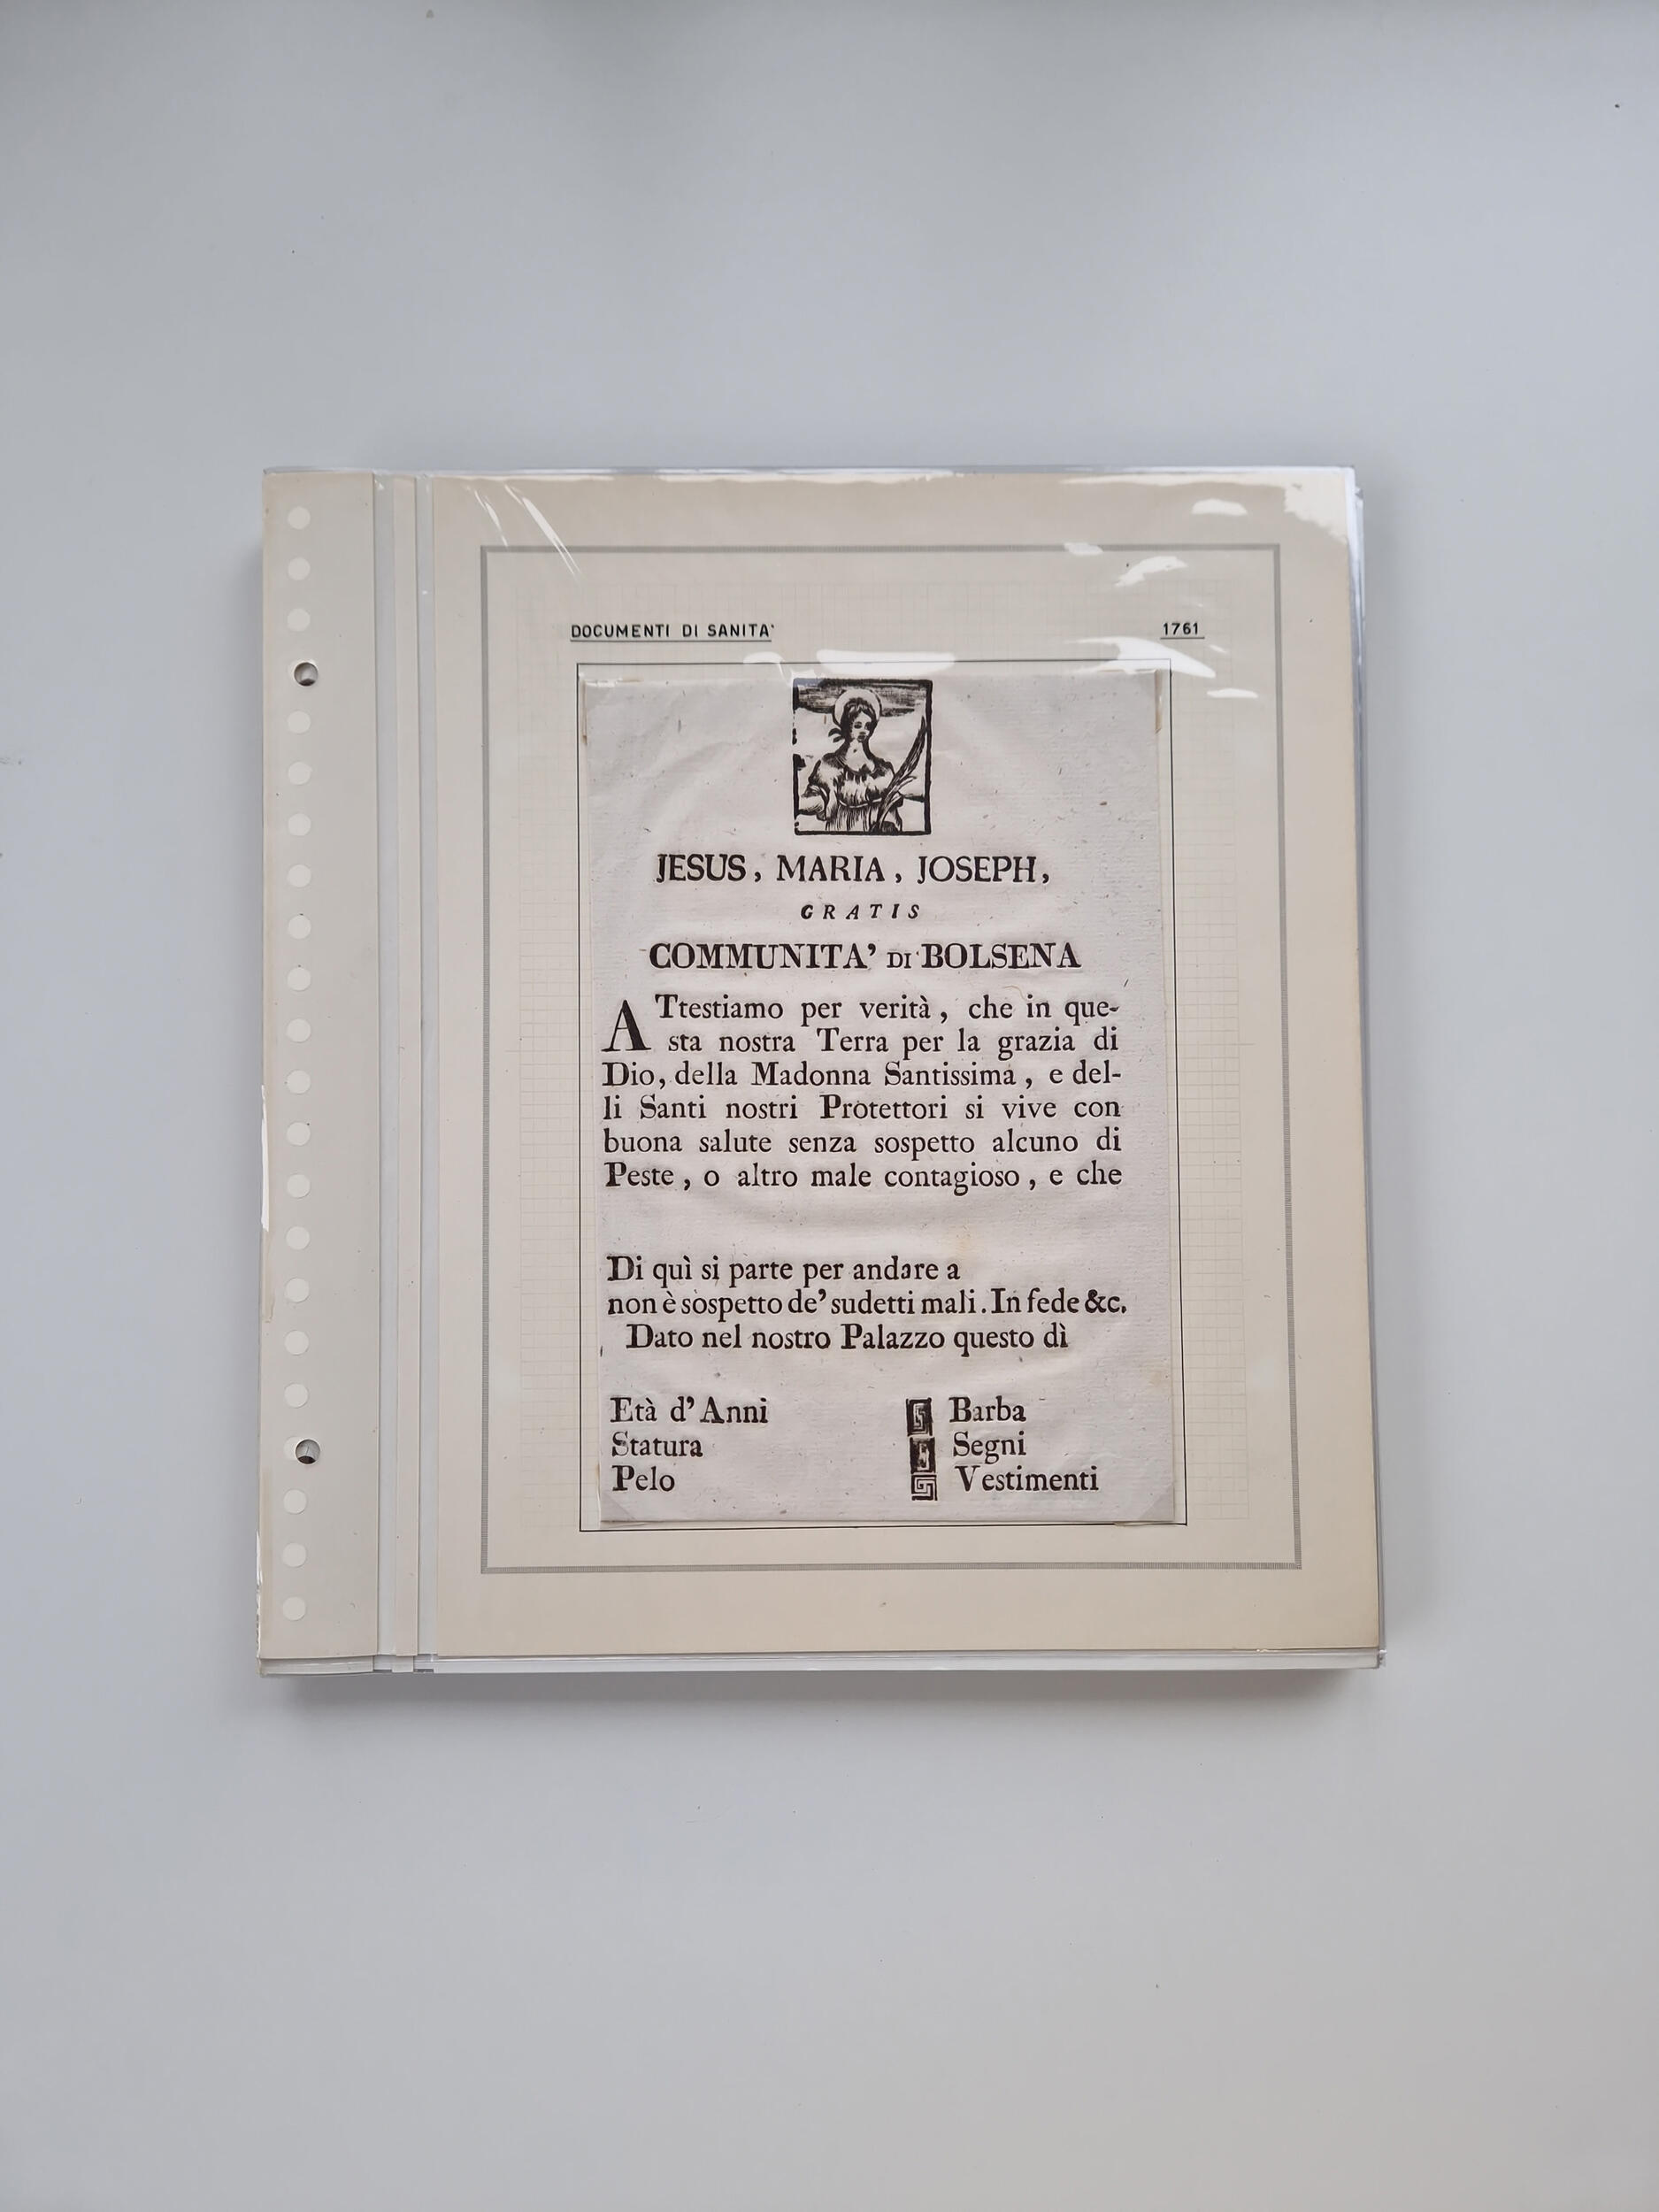 DOCUMENTI DI SANITA'
1761
JESUS, MARIA, JOSEPH,
GRATIS
COMMUNITA' DI BOLSENA
ATtestiamo per verità, che in que-
sta nostra Terra per la grazia di
Dio, della Madonna Santissima, e del-
li Santi nostri Protettori si vive con
buona salute senza sospetto alcuno di
Peste, o altro male contagioso, e che
Di quì si parte per andare a
non è sospetto de' sudetti mali. In fede &c.
Dato nel nostro Palazzo questo dì
Età d'Anni
Statura
Pelo
Barba
Segni
Vestimenti